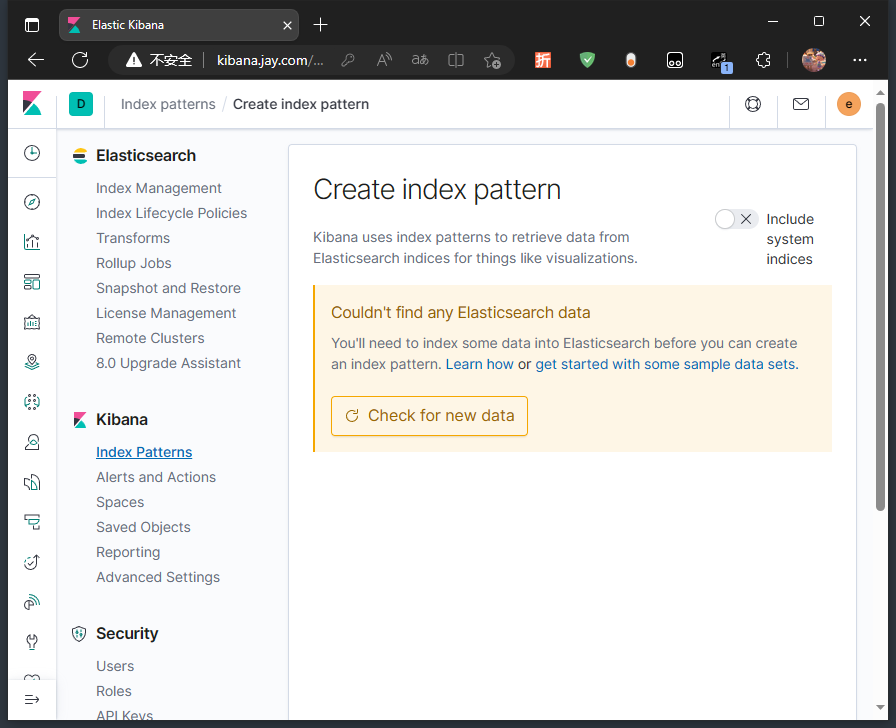 Elastic Kibana
不安全
kibana.jay.com/...
折
1
D
Index patterns / Create index pattern
e
Elasticsearch
Index Management
Index Lifecycle Policies
Transforms
Rollup Jobs
Snapshot and Restore
License Management
Remote Clusters
8.0 Upgrade Assistant
Kibana
Index Patterns
Alerts and Actions
Spaces
Saved Objects
Reporting
Advanced Settings
Security
Users
Roles
API Keys
Create index pattern
Kibana uses index patterns to retrieve data from
Elasticsearch indices for things like visualizations.
Include
system
indices
Couldn't find any Elasticsearch data
You'll need to index some data into Elasticsearch before you can create
an index pattern. Learn how or get started with some sample data sets.
Check for new data